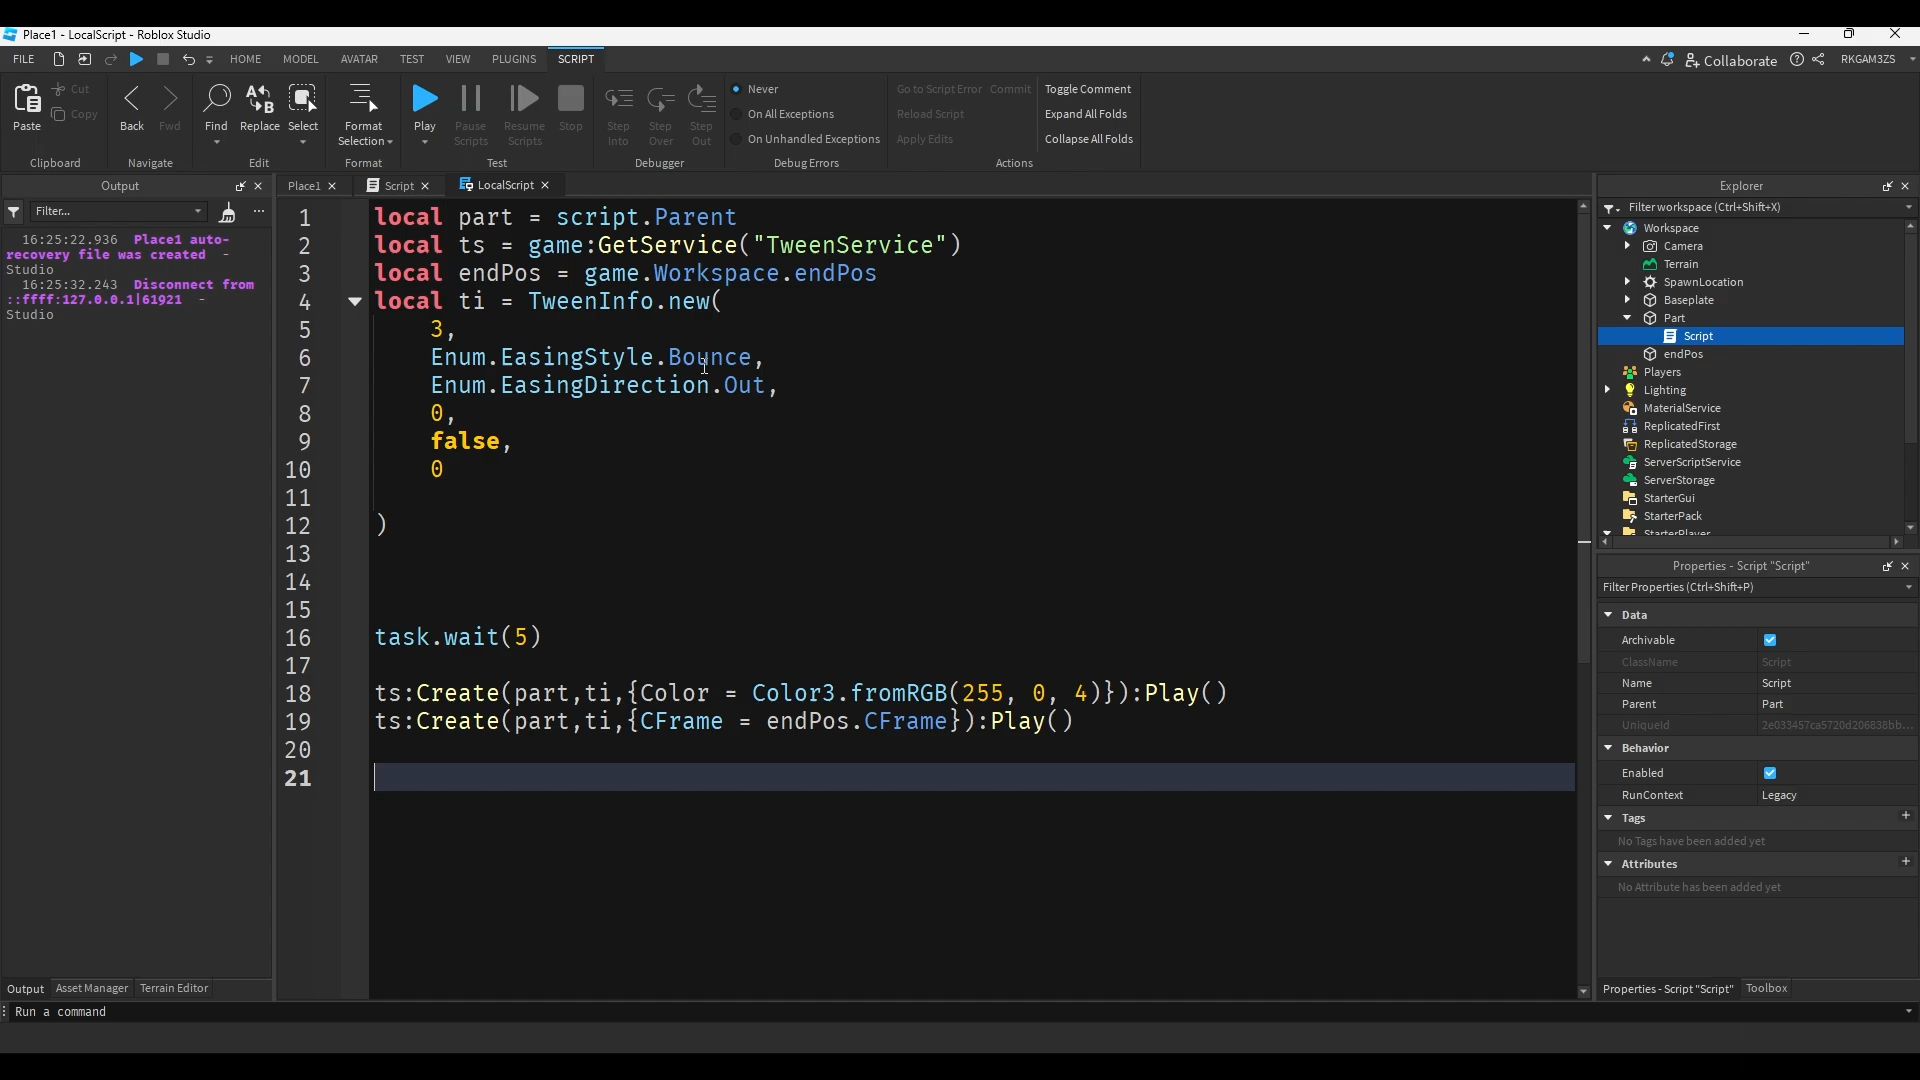 Place1 - LocalScript - Roblox Studio
FILE HOME MODEL AVATAR TEST VIEW PLUGINS SCRIPT Collaborate RKGAM3ZS
Paste Cut Copy Back Fwd Find Replace Select Format Selection Play Pause Scripts Resume Scripts Stop Step Into Step Over Step Out
Never
On All Exceptions
On Unhandled Exceptions
Go to Script Error Commit
Reload Script
Apply Edits
Toggle Comment
Expand All Folds
Collapse All Folds
Clipboard Navigate Edit Format Test Debugger Debug Errors Actions
Output
Filter...
16:25:22.936 Place1 auto-
recovery file was created -
Studio
16:25:32.243 Disconnect from
::ffff:127.0.0.1|61921 -
Studio
Place1 Script LocalScript
1 local part = script.Parent
2 local ts = game:GetService("TweenService")
3 local endPos = game.Workspace.endPos
4 local ti = TweenInfo.new(
5 3,
6 Enum.EasingStyle.Bounce,
7 Enum.EasingDirection.Out,
8 0,
9 false,
10 0
11
12 )
13
14
15
16 task.wait(5)
17
18 ts:Create(part,ti,{Color = Color3.fromRGB(255, 0, 4)}):Play()
19 ts:Create(part,ti,{CFrame = endPos.CFrame}):Play()
20
21
Explorer
Filter workspace (Ctrl+Shift+X)
Workspace
Camera
Terrain
SpawnLocation
Baseplate
Part
Script
endPos
Players
Lighting
MaterialService
ReplicatedFirst
ReplicatedStorage
ServerScriptService
ServerStorage
StarterGui
StarterPack
StarterPlayer
Properties - Script "Script"
Filter Properties (Ctrl+Shift+P)
Data
Archivable
ClassName Script
Name Script
Parent Part
UniqueId 2e033457ca5720d206838bb...
Behavior
Enabled
RunContext Legacy
Tags +
No Tags have been added yet
Attributes +
No Attribute has been added yet
Output Asset Manager Terrain Editor
Properties - Script "Script" Toolbox
Run a command